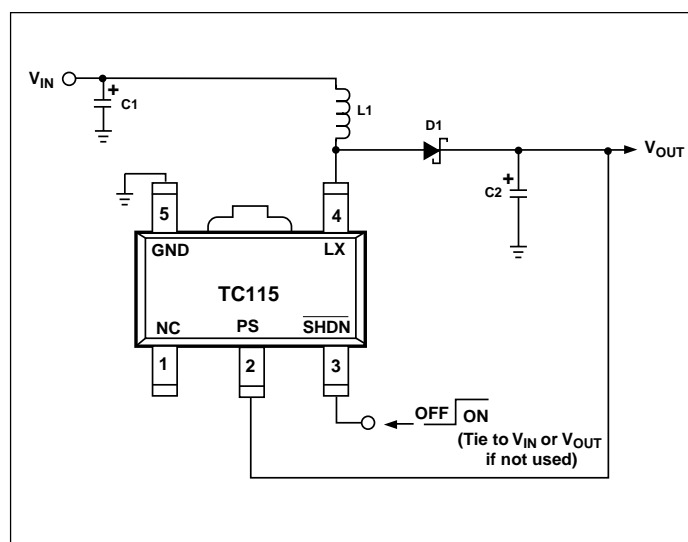 VIN
+
C1
L1
D1
VOUT
+
C2
5
4
GND
LX
TC115
NC
PS
SHDN
1
2
3
OFF
ON
(Tie to VIN or VOUT
if not used)